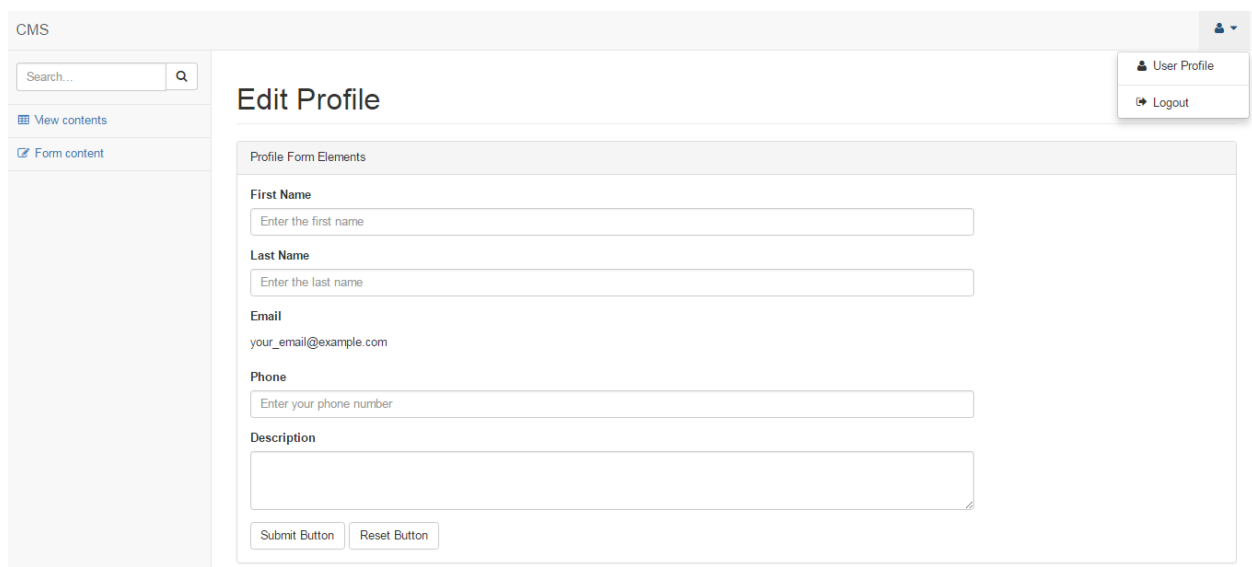 CMS
Search...
User Profile
Logout
View contents
Form content
Edit Profile
Profile Form Elements
First Name
Enter the first name
Last Name
Enter the last name
Email
your_email@example.com
Phone
Enter your phone number
Description
Submit Button
Reset Button